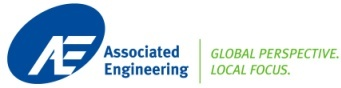 AE
Associated
Engineering
GLOBAL PERSPECTIVE.
LOCAL FOCUS.